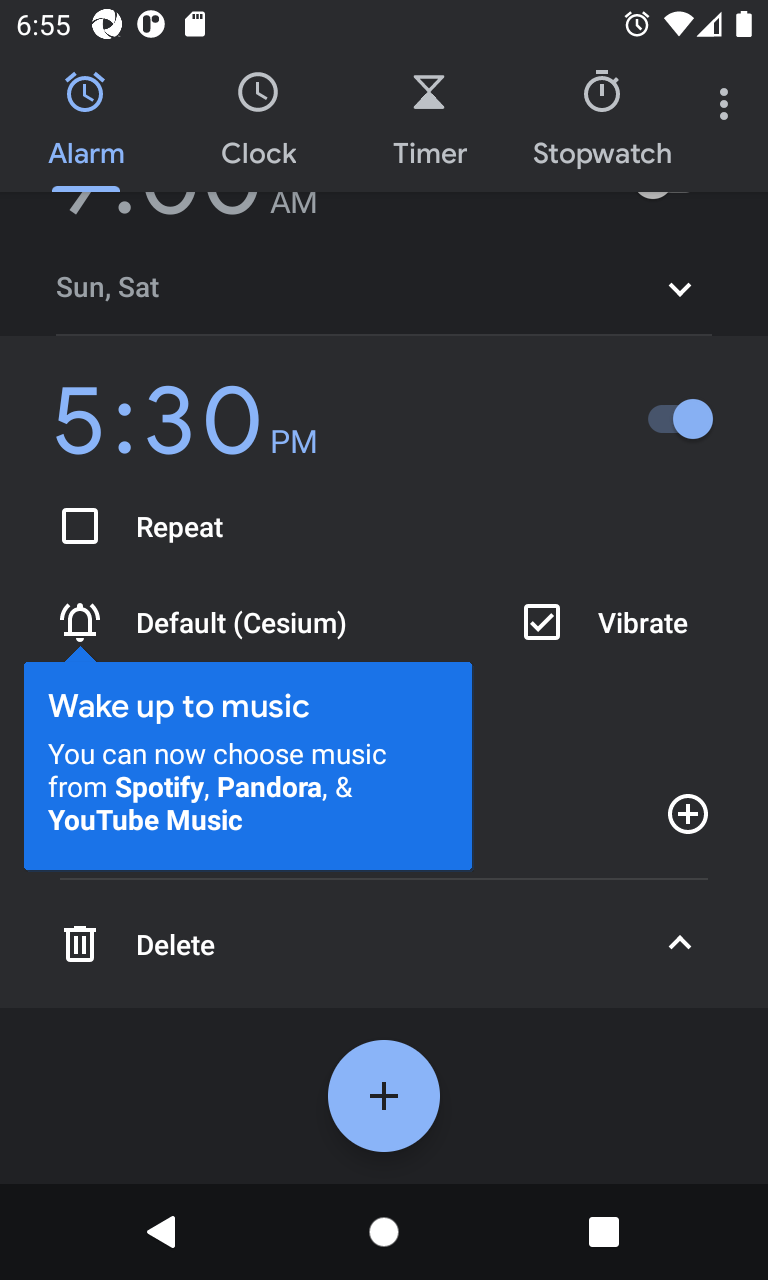 6:55
Alarm
Clock
Timer
Stopwatch
AM
Sun, Sat
5:30 PM
Repeat
Default (Cesium)
Vibrate
Wake up to music
You can now choose music
from Spotify, Pandora, &
YouTube Music
Delete